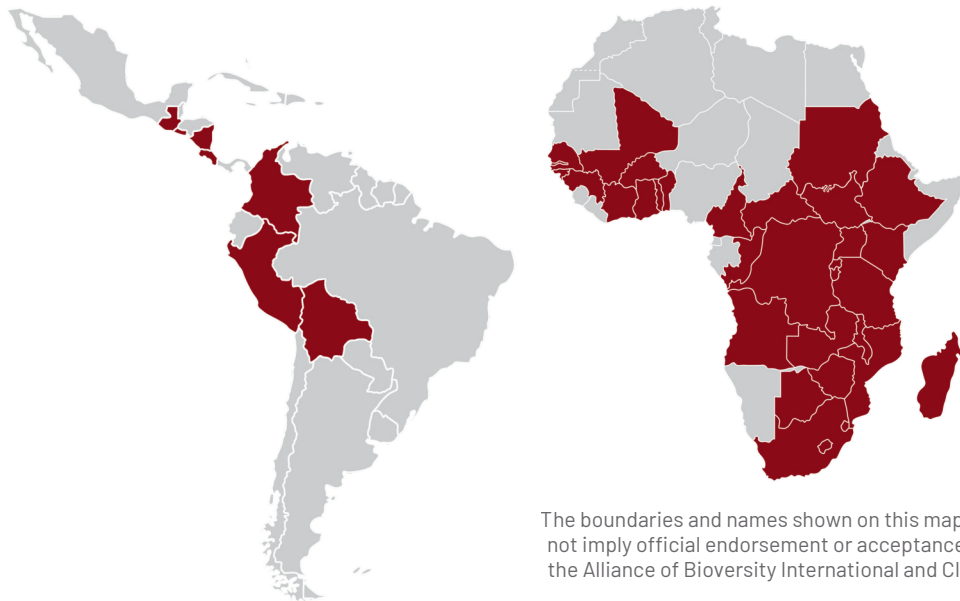 The boundaries and names shown on this map
not imply official endorsement or acceptance
the Alliance of Bioversity International and